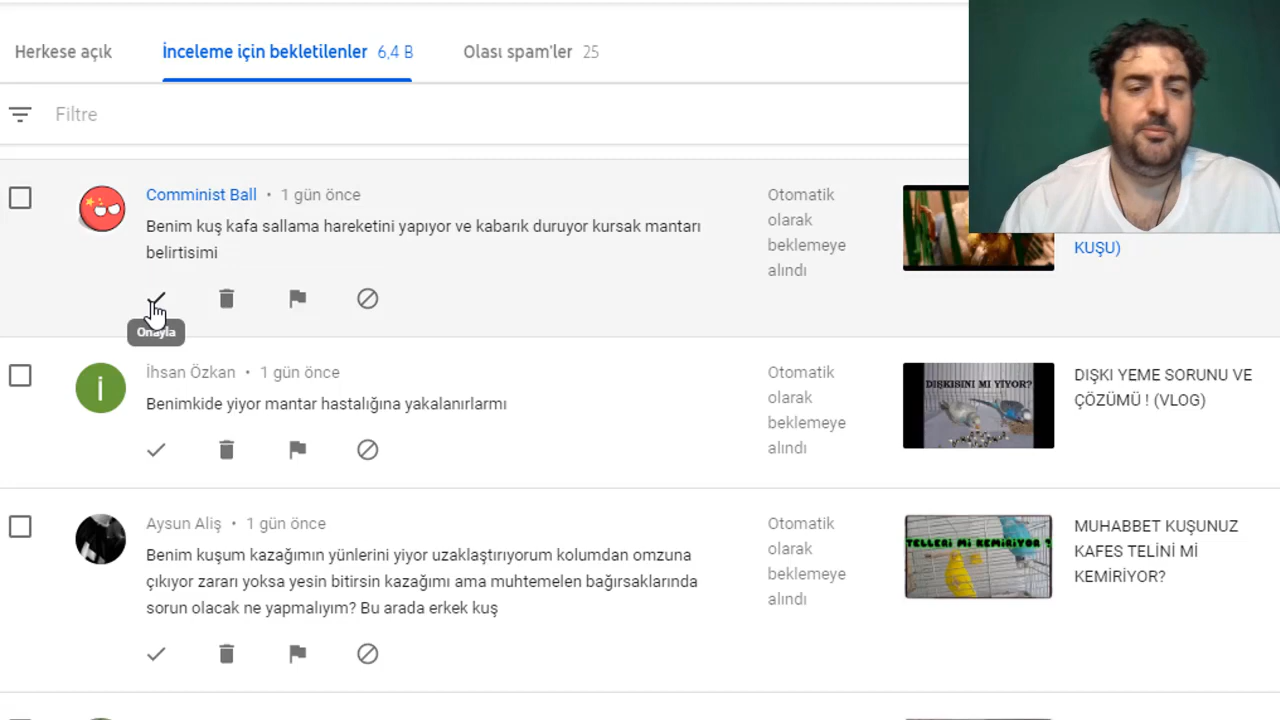 Herkese açık
İnceleme için bekletilenler 6,4 B
Olası spam'ler 25
Filtre
Comminist Ball • 1 gün önce
Benim kuş kafa sallama hareketini yapıyor ve kabarık duruyor kursak mantarı
belirtisimi
Onayla
Otomatik
olarak
beklemeye
alındı
KUŞU)
İ
İhsan Özkan • 1 gün önce
Benimkide yiyor mantar hastalığına yakalanırlarmı
Otomatik
olarak
beklemeye
alındı
DIŞKISINI MI YİYOR?
DIŞKI YEME SORUNU VE
ÇÖZÜMÜ ! (VLOG)
Aysun Aliş • 1 gün önce
Benim kuşum kazağımın yünlerini yiyor uzaklaştırıyorum kolumdan omzuna
çıkıyor zararı yoksa yesin bitirsin kazağımı ama muhtemelen bağırsaklarında
sorun olacak ne yapmalıyım? Bu arada erkek kuş
Otomatik
olarak
beklemeye
alındı
TELLERİ Mİ KEMİRİYOR ?
MUHABBET KUŞUNUZ
KAFES TELİNİ Mİ
KEMİRİYOR?